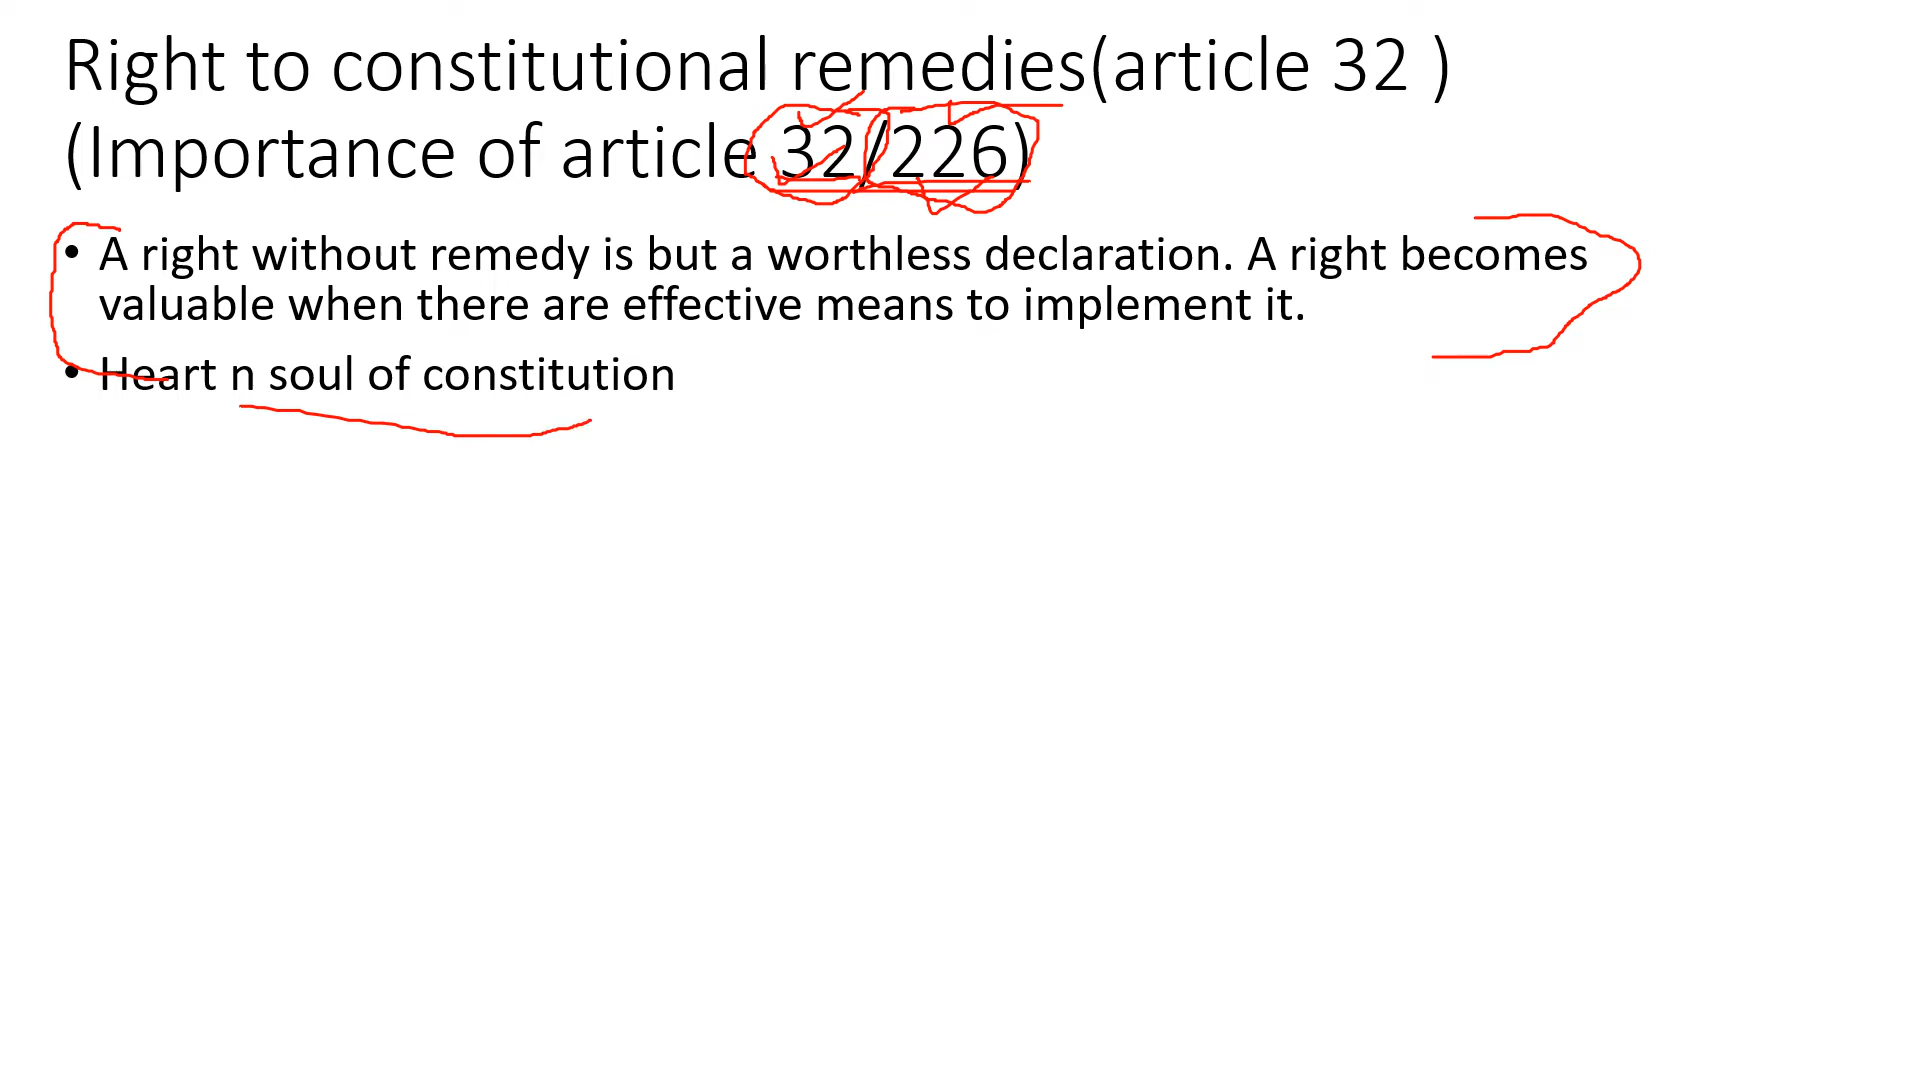 Right to constitutional remedies(article 32 )
(Importance of article 32/226)
• A right without remedy is but a worthless declaration. A right becomes
valuable when there are effective means to implement it.
• Heart n soul of constitution